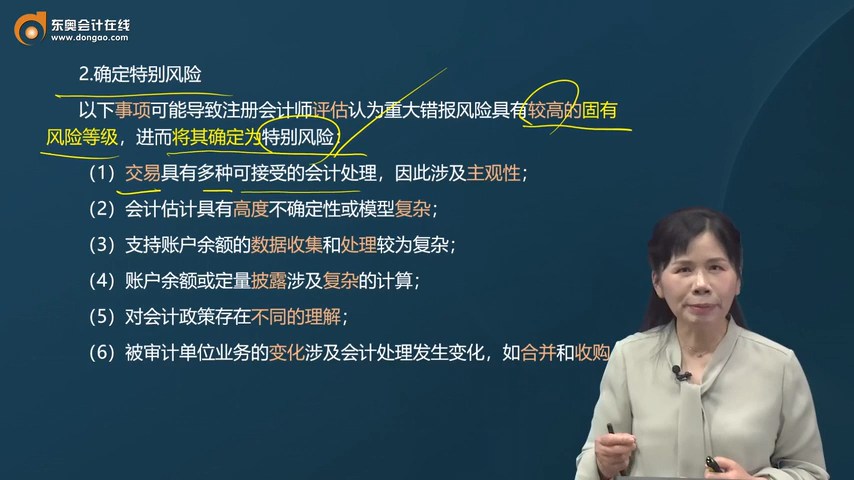 东奥会计在线
www.dongao.com
2.确定特别风险
以下事项可能导致注册会计师评估认为重大错报风险具有较高的固有
风险等级，进而将其确定为特别风险
（1）交易具有多种可接受的会计处理，因此涉及主观性；
（2）会计估计具有高度不确定性或模型复杂；
（3）支持账户余额的数据收集和处理较为复杂；
（4）账户余额或定量披露涉及复杂的计算；
（5）对会计政策存在不同的理解；
（6）被审计单位业务的变化涉及会计处理发生变化，如合并和收购